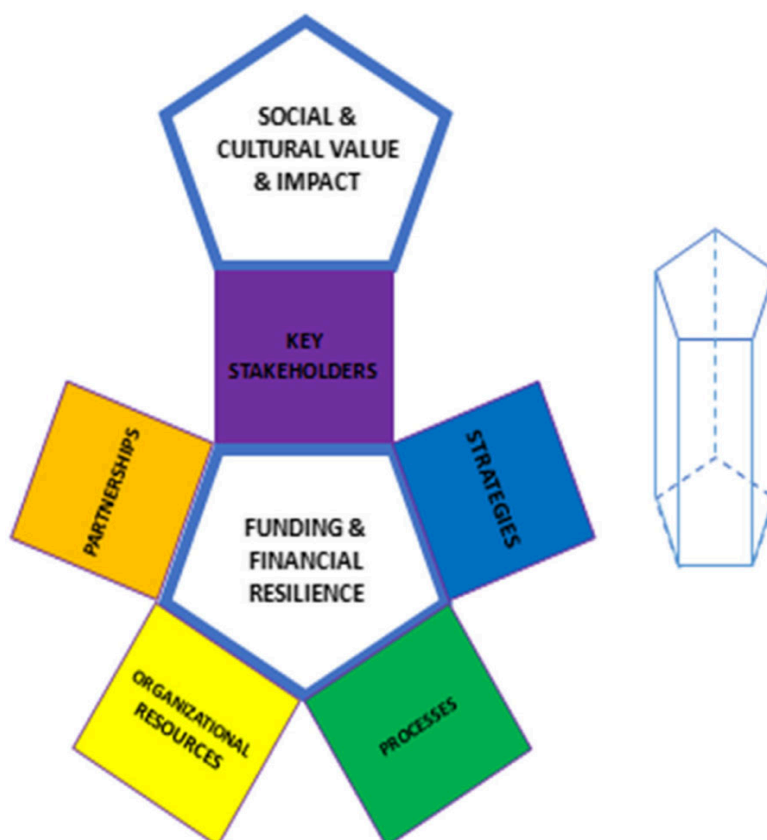 SOCIAL &
CULTURAL VALUE
& IMPACT
KEY
STAKEHOLDERS
PARTNERSHIPS
STRATEGIES
FUNDING &
FINANCIAL
RESILIENCE
ORGANIZATIONAL
RESOURCES
PROCESSES